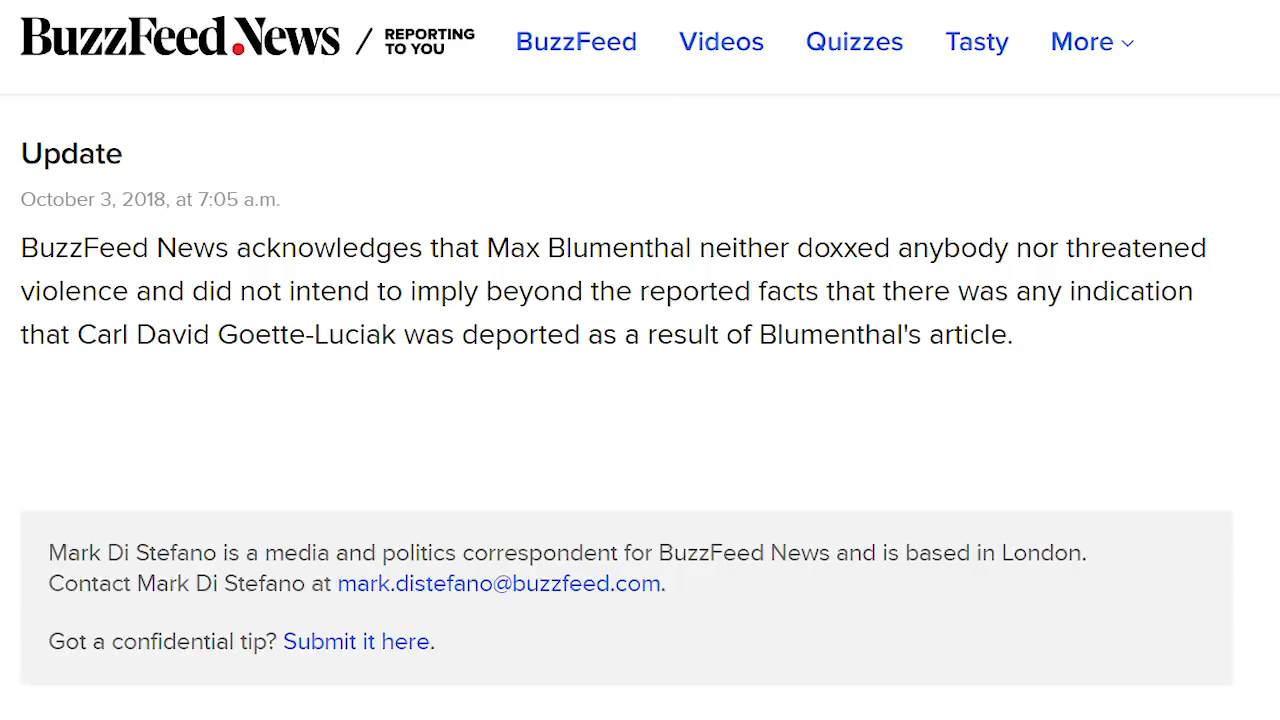 BuzzFeed News / REPORTING TO YOU BuzzFeed Videos Quizzes Tasty More
Update
October 3, 2018, at 7:05 a.m.
BuzzFeed News acknowledges that Max Blumenthal neither doxxed anybody nor threatened
violence and did not intend to imply beyond the reported facts that there was any indication
that Carl David Goette-Luciak was deported as a result of Blumenthal's article.
Mark Di Stefano is a media and politics correspondent for BuzzFeed News and is based in London.
Contact Mark Di Stefano at mark.distefano@buzzfeed.com.
Got a confidential tip? Submit it here.